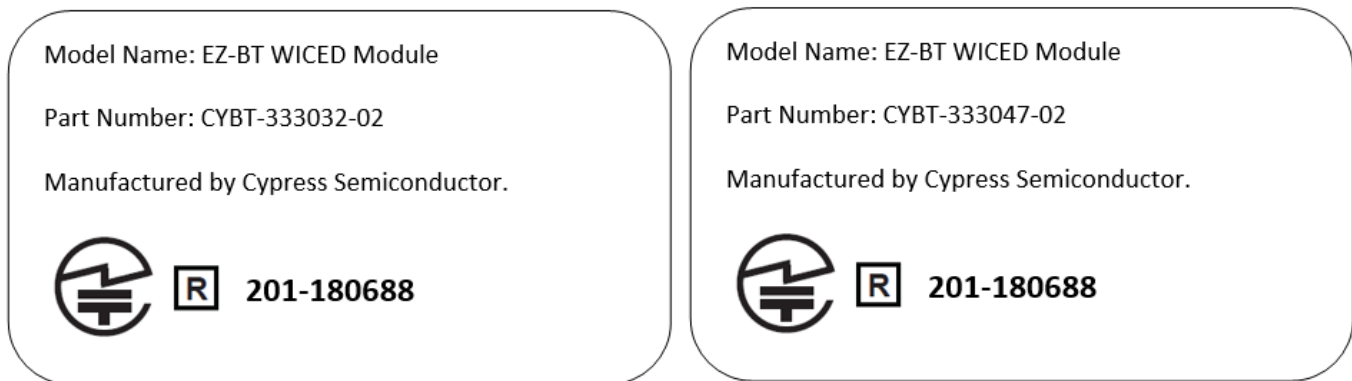 Model Name: EZ-BT WICED Module
Part Number: CYBT-333032-02
Manufactured by Cypress Semiconductor.
R 201-180688
Model Name: EZ-BT WICED Module
Part Number: CYBT-333047-02
Manufactured by Cypress Semiconductor.
R 201-180688